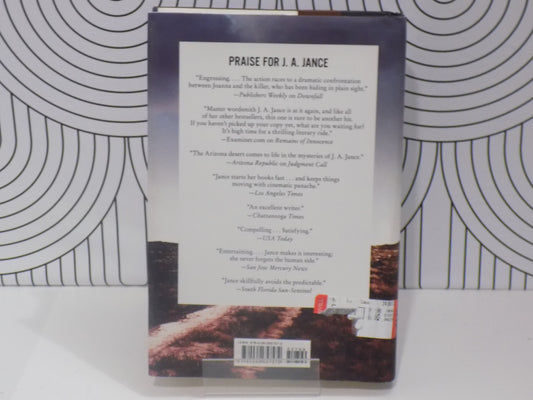 PRAISE FOR J. A. JANCE
"Engrossing. . . . The action races to a dramatic confrontation
between Joanna and the killer, who has been hiding in plain sight."
—Publishers Weekly on Downfall
"Master wordsmith J. A. Jance is at it again, and like all
of her other bestsellers, this one is sure to be another hit.
If you haven't picked up your copy yet, what are you waiting for?
It's high time for a thrilling literary ride."
—Examiner.com on Remains of Innocence
"The Arizona desert comes to life in the mysteries of J. A. Jance."
—Arizona Republic on Judgment Call
"Jance starts her books fast . . . and keeps things
moving with cinematic panache."
—Los Angeles Times
"An excellent writer."
—Chattanooga Times
"Compelling . . . Satisfying."
—USA Today
"Entertaining. . . . Jance makes it interesting;
she never forgets the human side."
—San Jose Mercury News
"Jance skillfully avoids the predictable."
—South Florida Sun-Sentinel